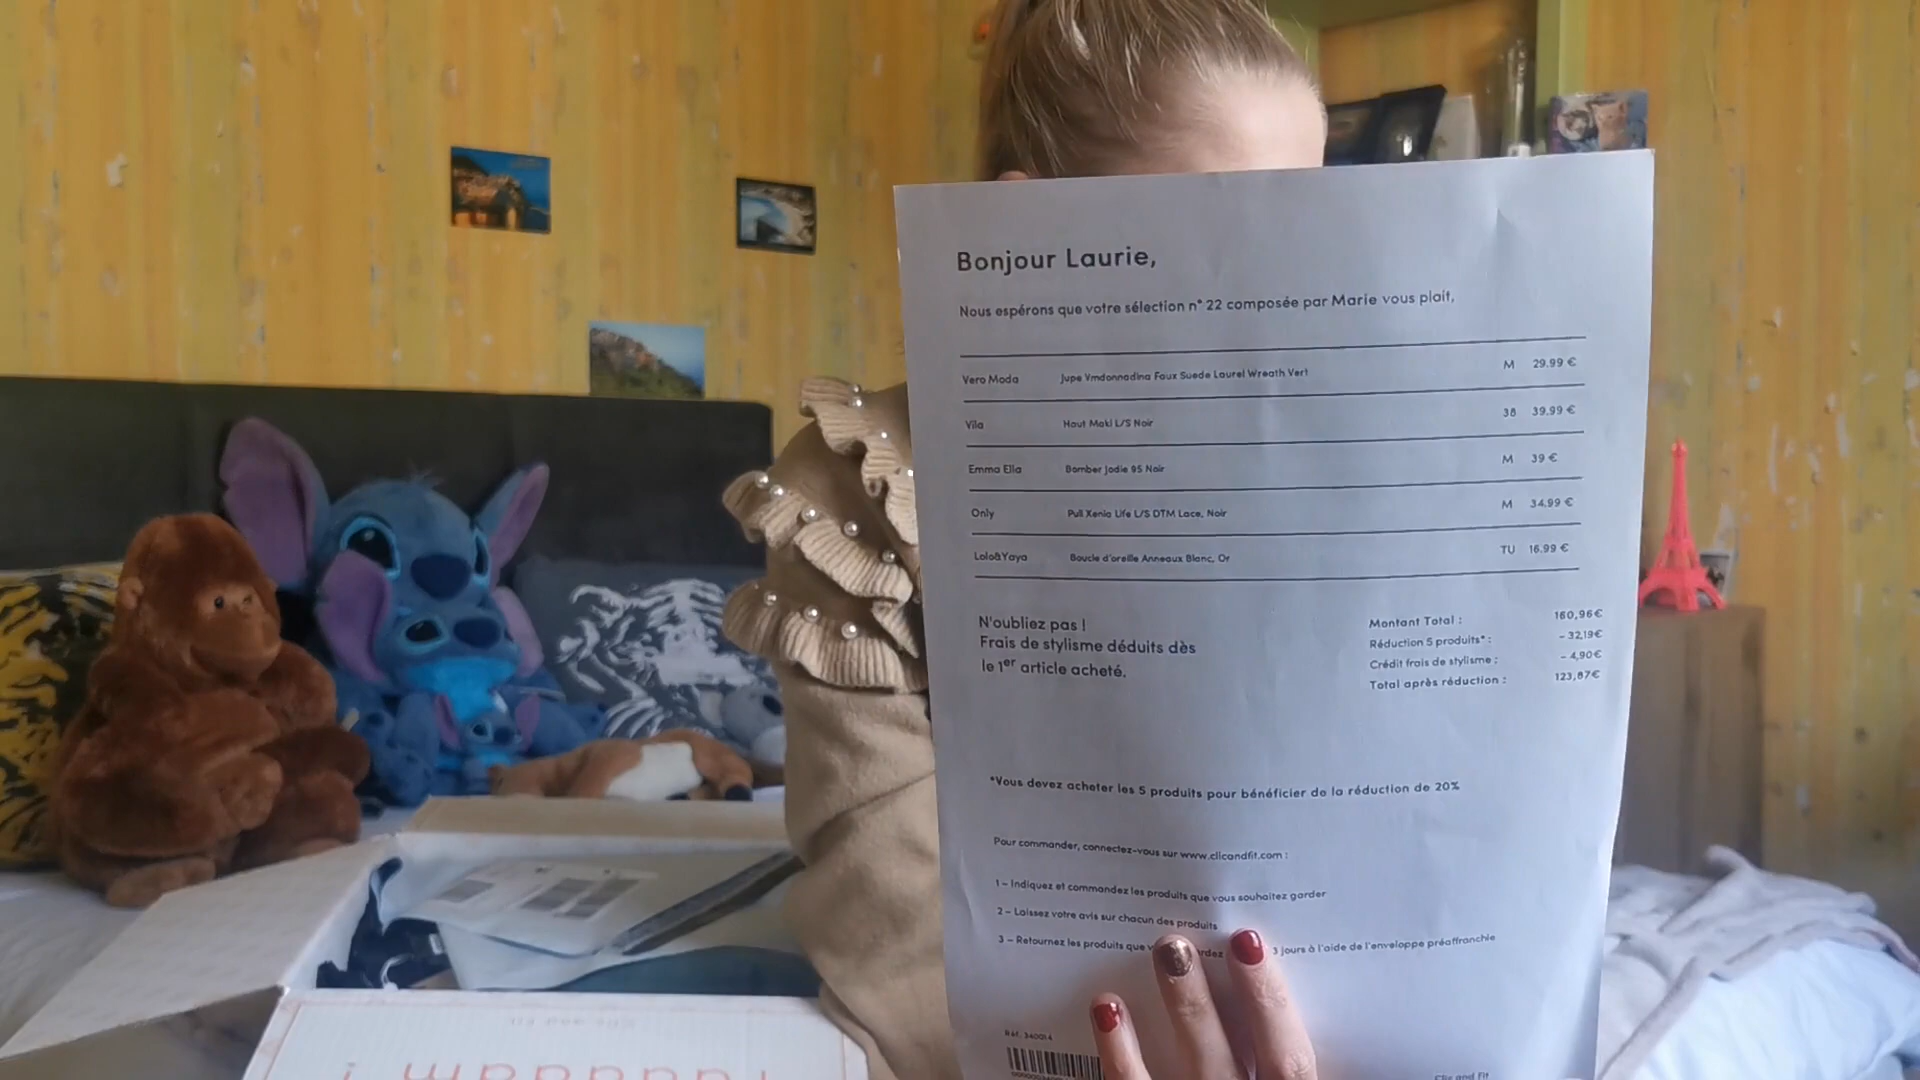 Bonjour Laurie,
Nous espérons que votre sélection n° 22 composée par Marie vous plait,
Vero Moda Jupe Vmdonnadina Faux Suede Laurel Wreath Vert M 29.99 €
Vila Haut Maki L/S Noir 38 39.99 €
Emma Ella Bomber Jodie 95 Noir M 39 €
Only Pull Xenia Life L/S DTM Lace, Noir M 34.99 €
Lolo&Yaya Boucle d'oreille Anneaux Blanc, Or TU 16.99 €
N'oubliez pas !
Frais de stylisme déduits dès
le 1er article acheté.
Montant Total : 160,96€
Réduction 5 produits* : - 32,19€
Crédit frais de stylisme : - 4,90€
Total après réduction : 123,87€
*Vous devez acheter les 5 produits pour bénéficier de la réduction de 20%
Pour commander, connectez-vous sur www.clicandfit.com :
1 – Indiquez et commandez les produits que vous souhaitez garder
2 – Laissez votre avis sur chacun des produits
3 – Retournez les produits que 3 jours à l'aide de l'enveloppe préaffranchie
Réf. 340014
Clic and Fit